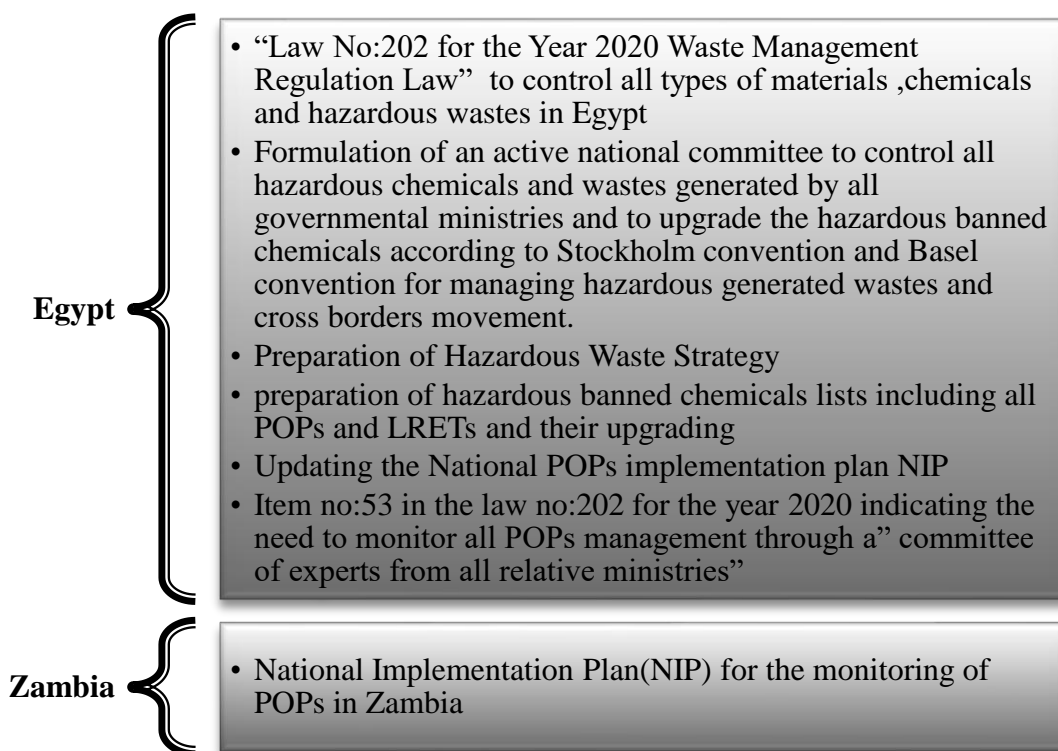 Egypt
• “Law No:202 for the Year 2020 Waste Management
Regulation Law” to control all types of materials ,chemicals
and hazardous wastes in Egypt
• Formulation of an active national committee to control all
hazardous chemicals and wastes generated by all
governmental ministries and to upgrade the hazardous banned
chemicals according to Stockholm convention and Basel
convention for managing hazardous generated wastes and
cross borders movement.
• Preparation of Hazardous Waste Strategy
• preparation of hazardous banned chemicals lists including all
POPs and LRETs and their upgrading
• Updating the National POPs implementation plan NIP
• Item no:53 in the law no:202 for the year 2020 indicating the
need to monitor all POPs management through a” committee
of experts from all relative ministries”
Zambia
• National Implementation Plan(NIP) for the monitoring of
POPs in Zambia